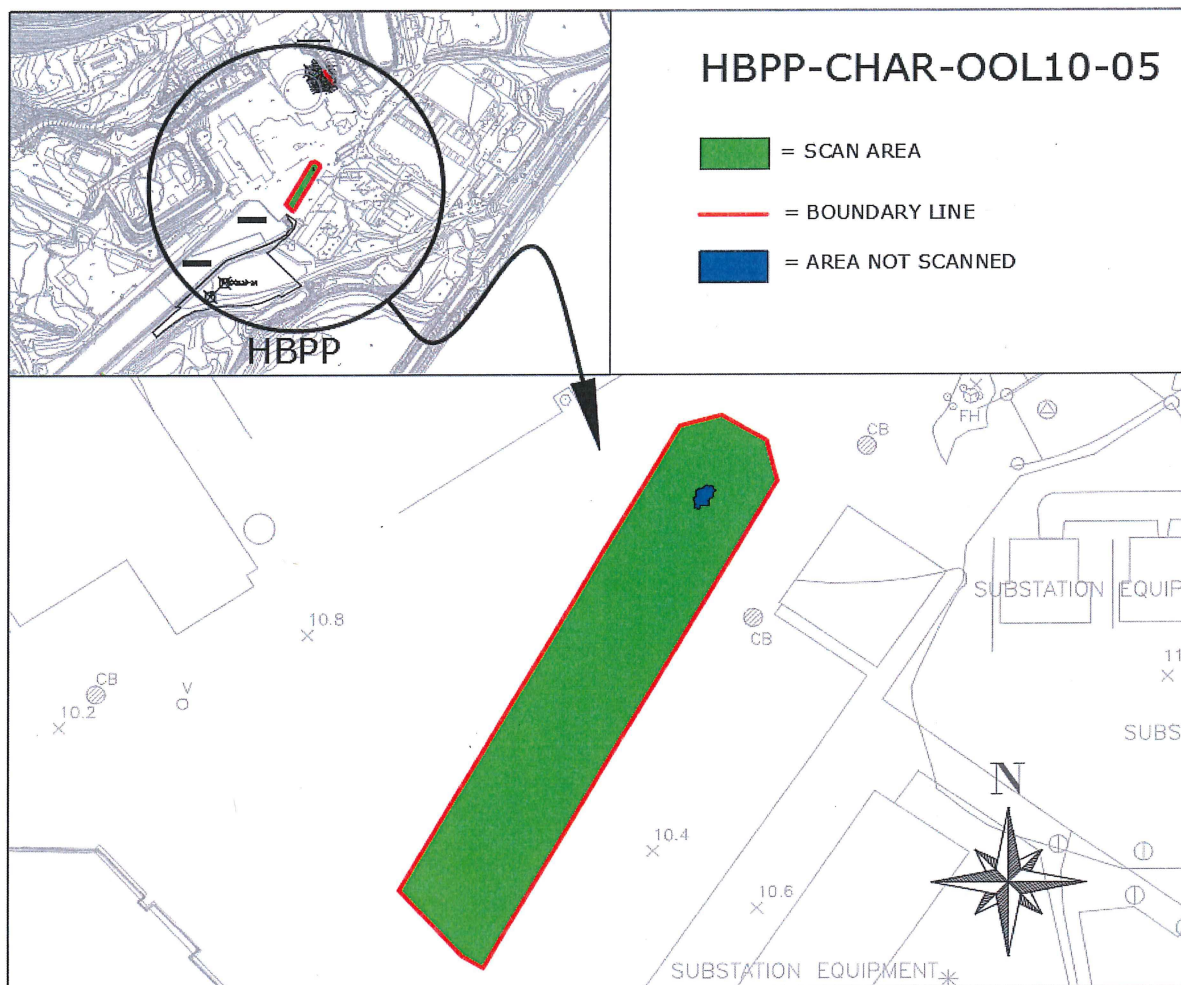 HBPP-CHAR-OOL10-05
= SCAN AREA
= BOUNDARY LINE
= AREA NOT SCANNED
HBPP
FH
CB
SUBSTATION EQUIP
10.8
CB
11
CB
V
10.2
SUBS
N
10.4
10.6
SUBSTATION EQUIPMENT